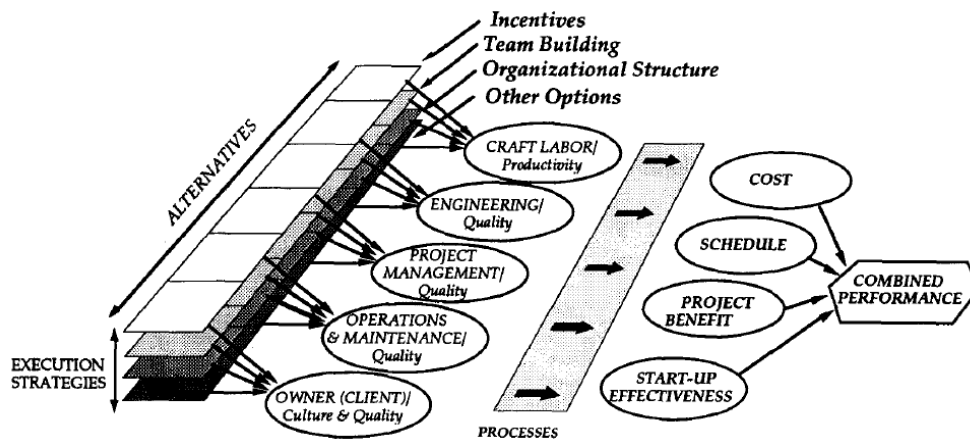 Incentives
Team Building
Organizational Structure
Other Options
ALTERNATIVES
CRAFT LABOR/
Productivity
ENGINEERING/
Quality
PROJECT
MANAGEMENT/
Quality
OPERATIONS
& MAINTENANCE/
Quality
OWNER (CLIENT)/
Culture & Quality
EXECUTION
STRATEGIES
PROCESSES
COST
SCHEDULE
PROJECT
BENEFIT
START-UP
EFFECTIVENESS
COMBINED
PERFORMANCE